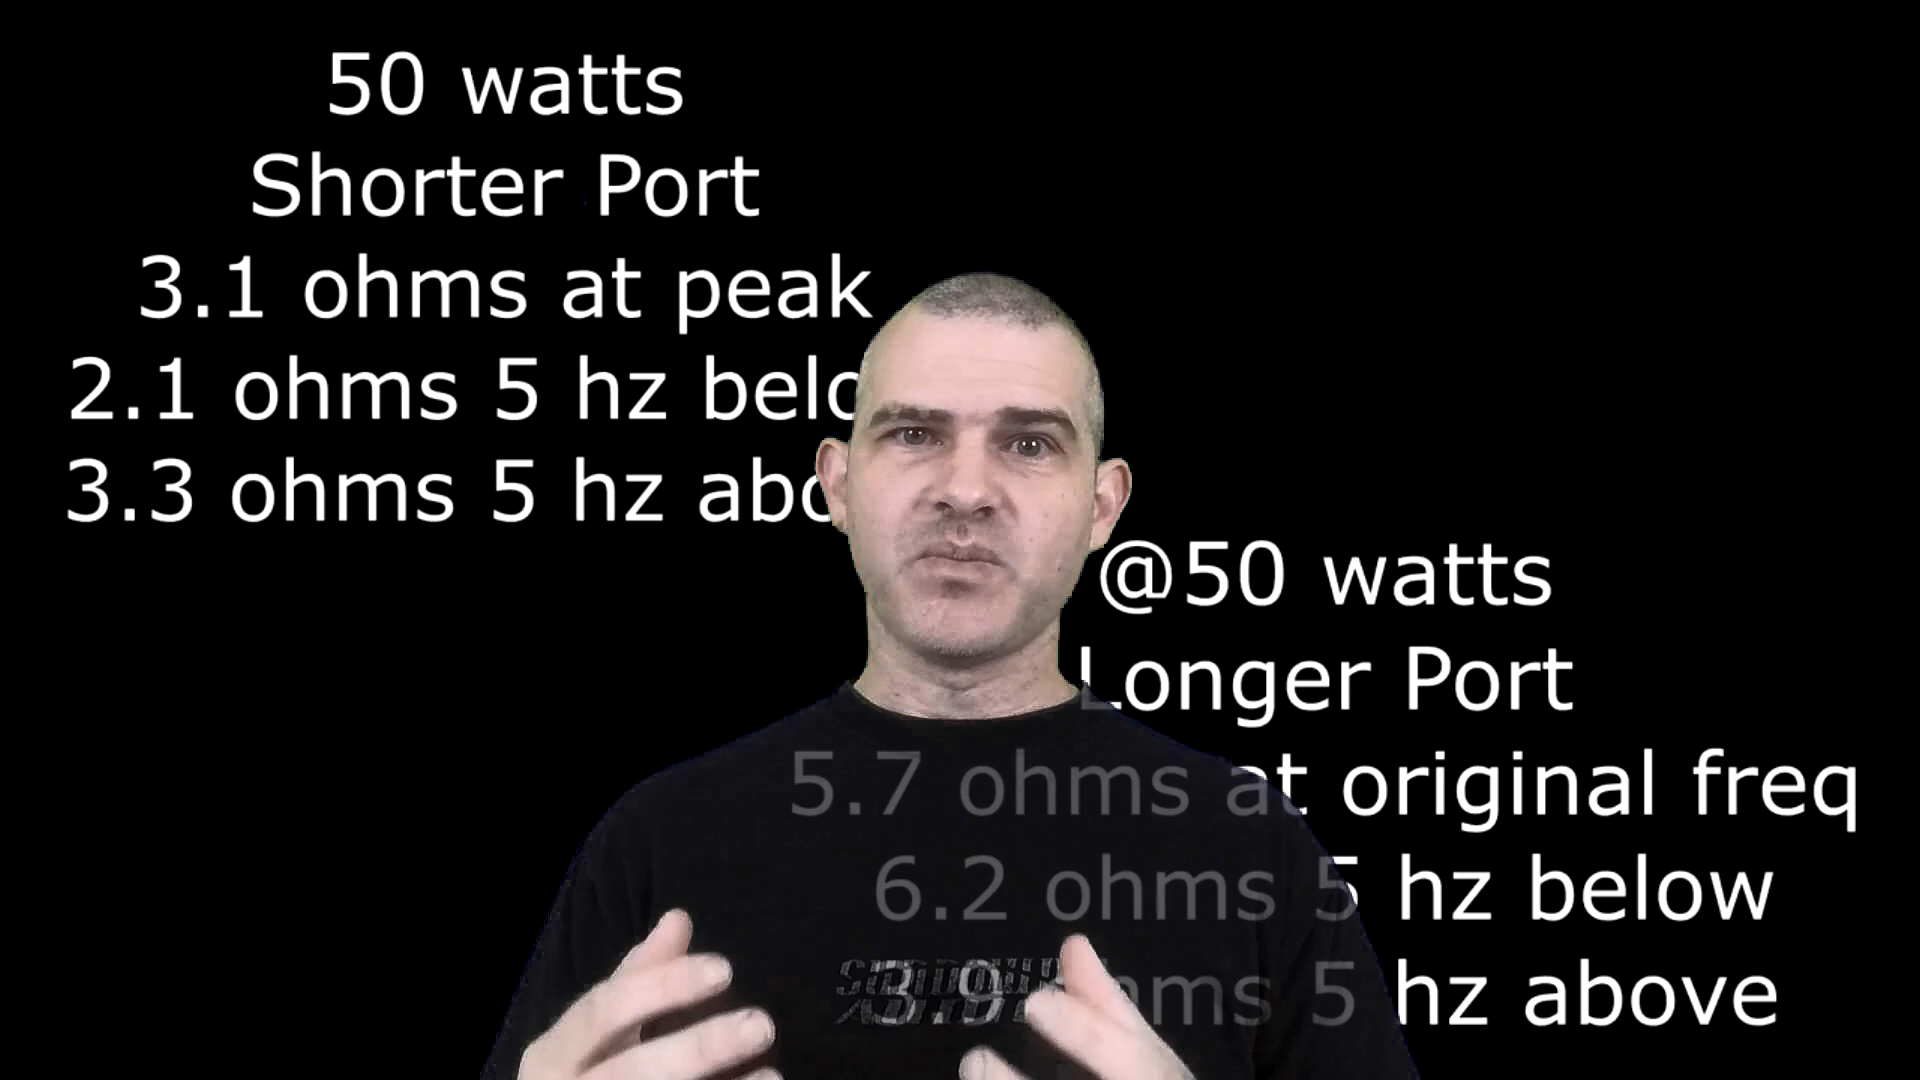 50 watts
Shorter Port
3.1 ohms at peak
2.1 ohms 5 hz belo
3.3 ohms 5 hz abo
@50 watts
Longer Port
5.7 ohms at original freq
6.2 ohms 5 hz below
3.9 hms 5 hz above